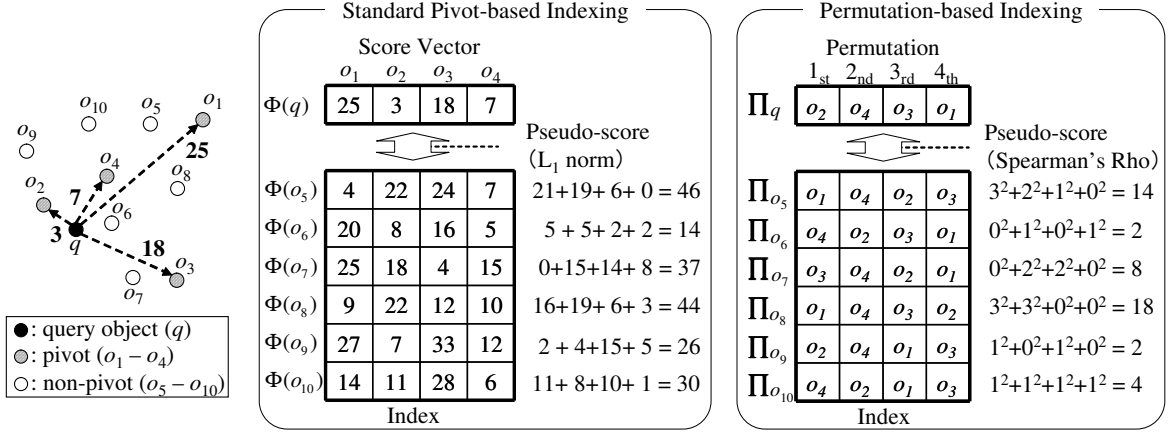 Standard Pivot-based Indexing
Permutation-based Indexing
Score Vector
o1 o2 o3 o4
Φ(q) 25 3 18 7
Pseudo-score
(L1 norm)
Φ(o5) 4 22 24 7 21+19+ 6+ 0 = 46
Φ(o6) 20 8 16 5 5 + 5+ 2+ 2 = 14
Φ(o7) 25 18 4 15 0+15+14+ 8 = 37
Φ(o8) 9 22 12 10 16+19+ 6+ 3 = 44
Φ(o9) 27 7 33 12 2 + 4+15+ 5 = 26
Φ(o10) 14 11 28 6 11+ 8+10+ 1 = 30
Index
Permutation
1st 2nd 3rd 4th
Πq o2 o4 o3 o1
Pseudo-score
(Spearman's Rho)
Πo5 o1 o4 o2 o3 3²+2²+1²+0² = 14
Πo6 o4 o2 o3 o1 0²+1²+0²+1² = 2
Πo7 o3 o4 o2 o1 0²+2²+2²+0² = 8
Πo8 o1 o4 o3 o2 3²+3²+0²+0² = 18
Πo9 o2 o4 o1 o3 1²+0²+1²+0² = 2
Πo10 o4 o2 o1 o3 1²+1²+1²+1² = 4
Index
o10 o5 o1
o9
25
o4
o8
o2 7
o6
3
q 18
o3
o7
: query object (q)
: pivot (o1 – o4)
: non-pivot (o5 – o10)